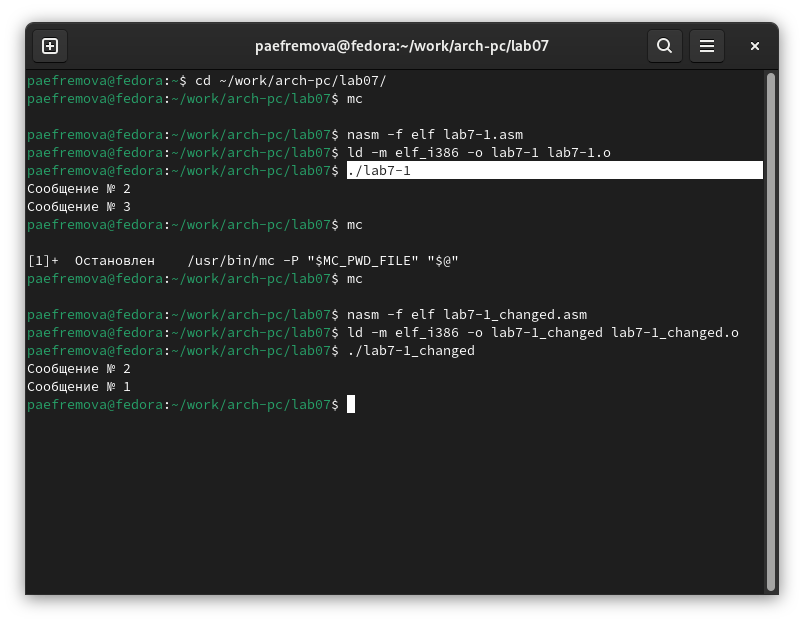 paefremova@fedora:~/work/arch-pc/lab07
paefremova@fedora:~$ cd ~/work/arch-pc/lab07/
paefremova@fedora:~/work/arch-pc/lab07$ mc
paefremova@fedora:~/work/arch-pc/lab07$ nasm -f elf lab7-1.asm
paefremova@fedora:~/work/arch-pc/lab07$ ld -m elf_i386 -o lab7-1 lab7-1.o
paefremova@fedora:~/work/arch-pc/lab07$ ./lab7-1
Сообщение № 2
Сообщение № 3
paefremova@fedora:~/work/arch-pc/lab07$ mc
[1]+  Остановлен    /usr/bin/mc -P "$MC_PWD_FILE" "$@"
paefremova@fedora:~/work/arch-pc/lab07$ mc
paefremova@fedora:~/work/arch-pc/lab07$ nasm -f elf lab7-1_changed.asm
paefremova@fedora:~/work/arch-pc/lab07$ ld -m elf_i386 -o lab7-1_changed lab7-1_changed.o
paefremova@fedora:~/work/arch-pc/lab07$ ./lab7-1_changed
Сообщение № 2
Сообщение № 1
paefremova@fedora:~/work/arch-pc/lab07$